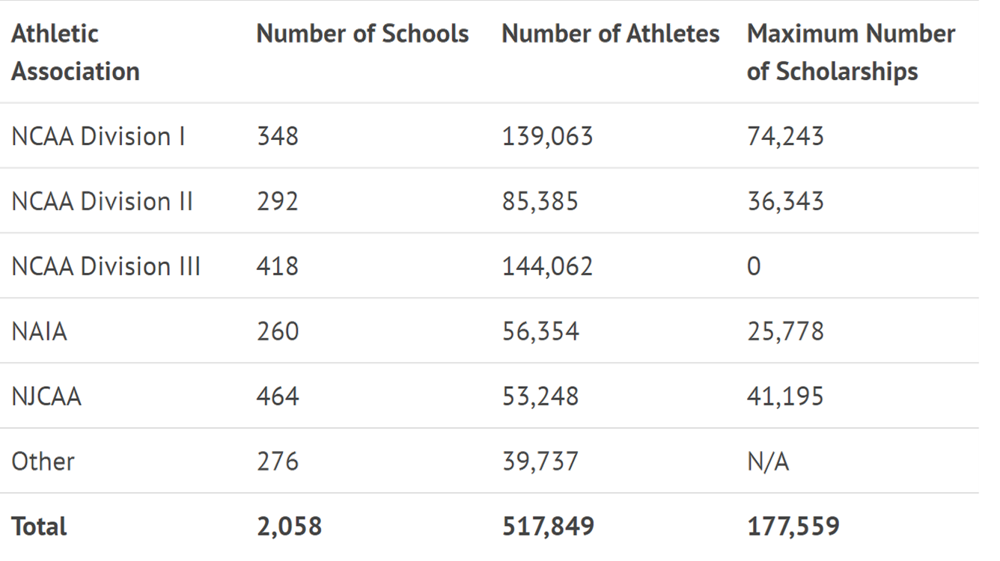 Athletic Association Number of Schools Number of Athletes Maximum Number of Scholarships
NCAA Division I 348 139,063 74,243
NCAA Division II 292 85,385 36,343
NCAA Division III 418 144,062 0
NAIA 260 56,354 25,778
NJCAA 464 53,248 41,195
Other 276 39,737 N/A
Total 2,058 517,849 177,559